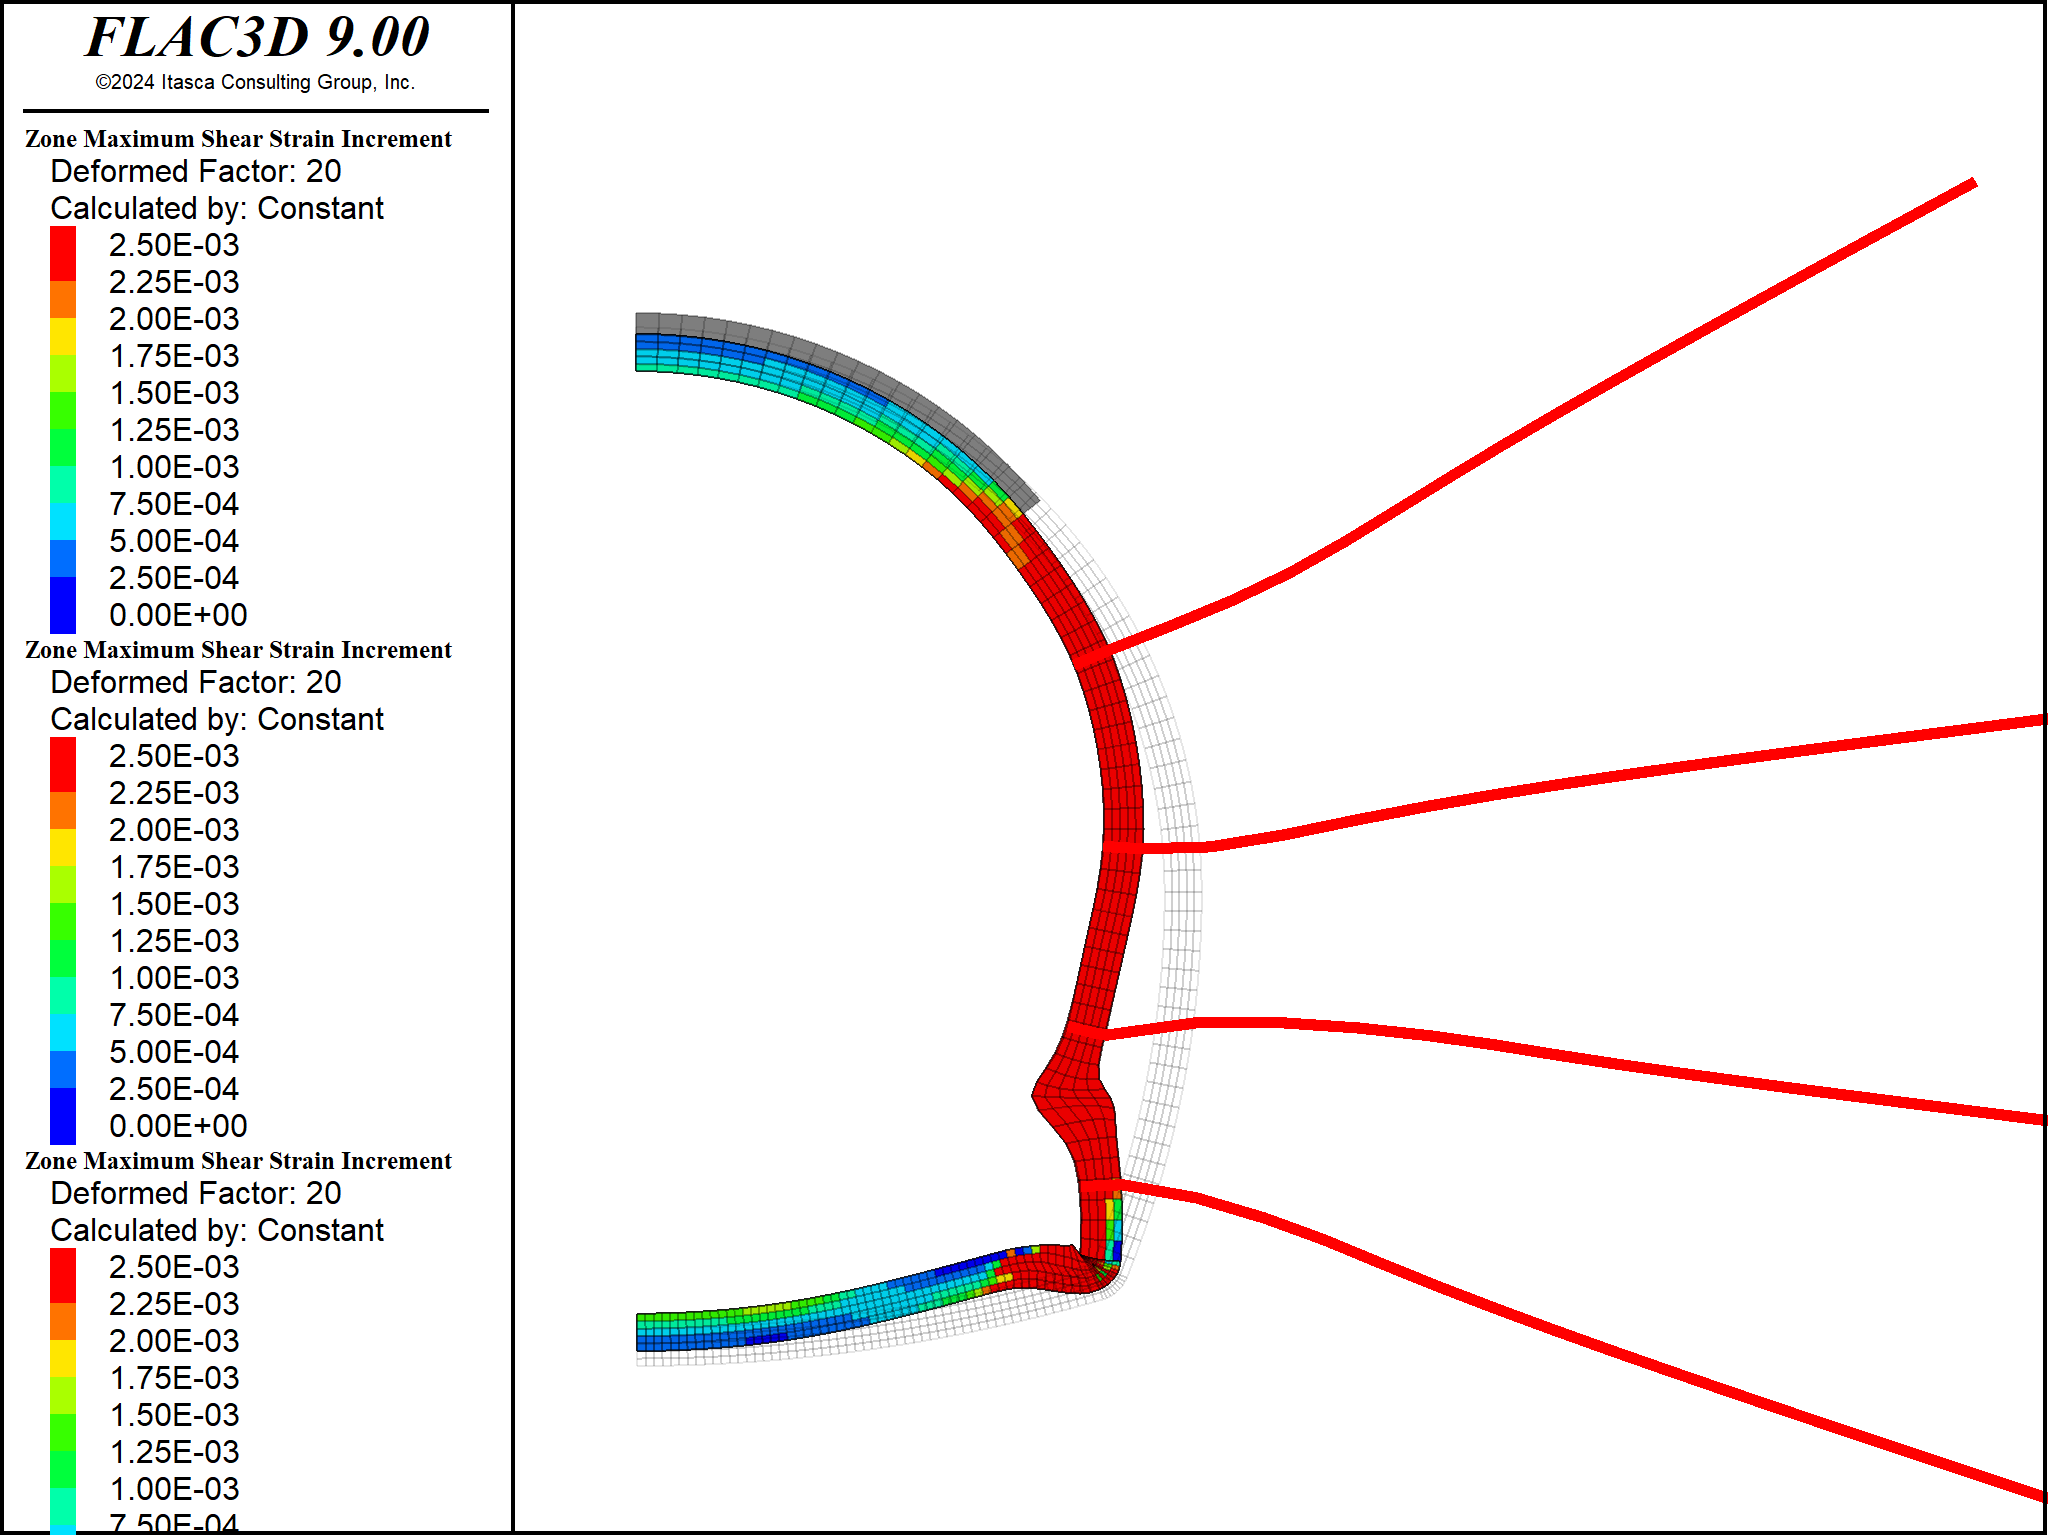 FLAC3D 9.00
©2024 Itasca Consulting Group, Inc.
Zone Maximum Shear Strain Increment
Deformed Factor: 20
Calculated by: Constant
2.50E-03
2.25E-03
2.00E-03
1.75E-03
1.50E-03
1.25E-03
1.00E-03
7.50E-04
5.00E-04
2.50E-04
0.00E+00
Zone Maximum Shear Strain Increment
Deformed Factor: 20
Calculated by: Constant
2.50E-03
2.25E-03
2.00E-03
1.75E-03
1.50E-03
1.25E-03
1.00E-03
7.50E-04
5.00E-04
2.50E-04
0.00E+00
Zone Maximum Shear Strain Increment
Deformed Factor: 20
Calculated by: Constant
2.50E-03
2.25E-03
2.00E-03
1.75E-03
1.50E-03
1.25E-03
1.00E-03
7.50E-04